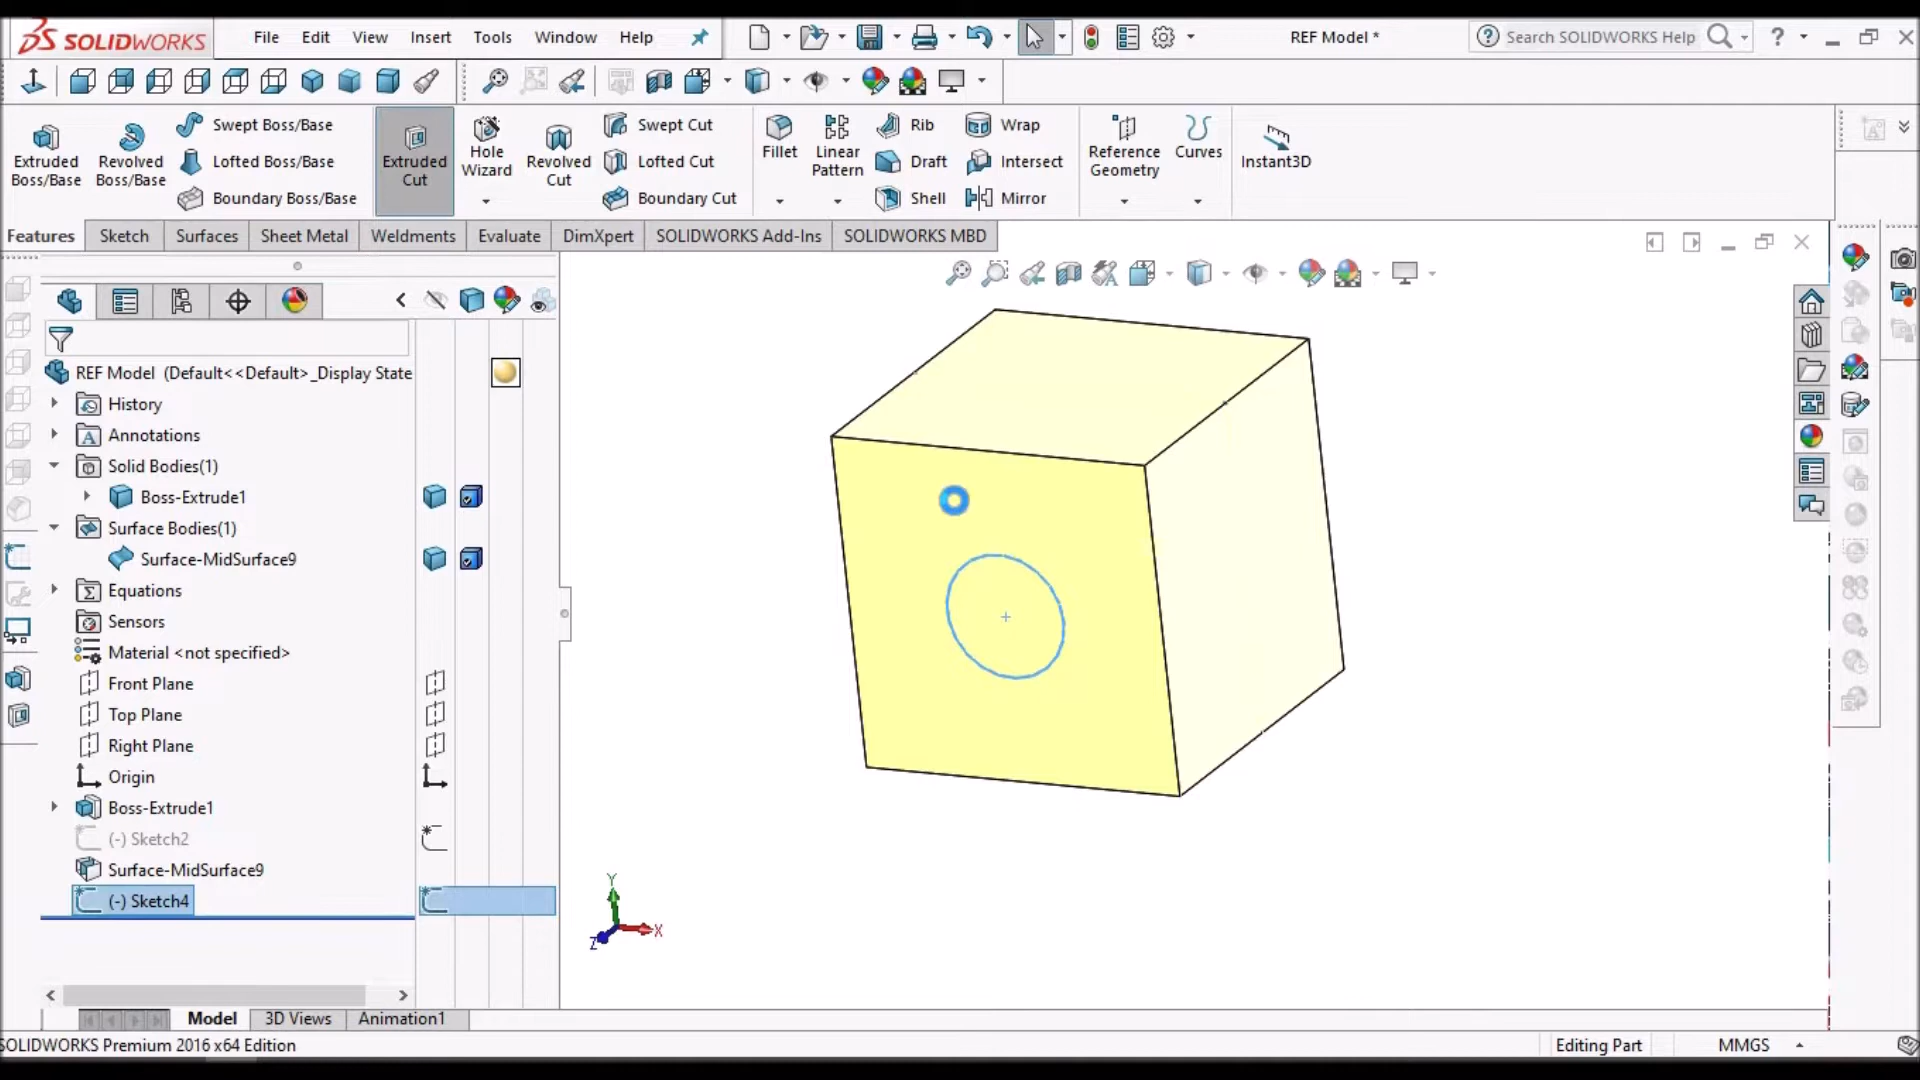 SOLIDWORKS File Edit View Insert Tools Window Help REF Model * Search SOLIDWORKS Help ?
Extruded Boss/Base
Revolved Boss/Base
Swept Boss/Base
Lofted Boss/Base
Boundary Boss/Base
Extruded Cut
Hole Wizard
Revolved Cut
Swept Cut
Lofted Cut
Boundary Cut
Fillet
Linear Pattern
Rib
Draft
Shell
Wrap
Intersect
Mirror
Reference Geometry
Curves
Instant3D
Features Sketch Surfaces Sheet Metal Weldments Evaluate DimXpert SOLIDWORKS Add-Ins SOLIDWORKS MBD
REF Model (Default<<Default>_Display State
History
Annotations
Solid Bodies(1)
Boss-Extrude1
Surface Bodies(1)
Surface-MidSurface9
Equations
Sensors
Material <not specified>
Front Plane
Top Plane
Right Plane
Origin
Boss-Extrude1
(-) Sketch2
Surface-MidSurface9
(-) Sketch4
Y
X
Z
Model 3D Views Animation1
SOLIDWORKS Premium 2016 x64 Edition Editing Part MMGS